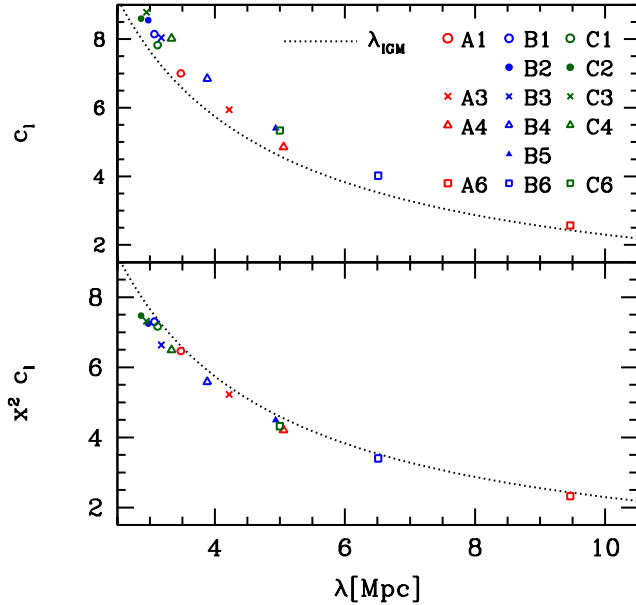 8
6
4
2
C_l
λ_IGM
A1 B1 C1
B2 C2
A3 B3 C3
A4 B4 C4
B5
A6 B6 C6
8
6
4
2
x² C_l
4 6 8 10
λ[Mpc]